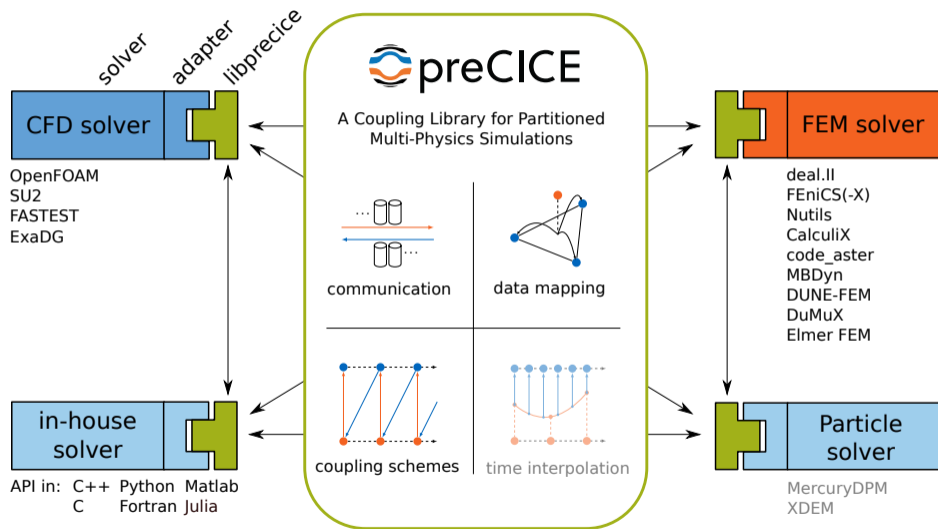 solver
adapter
libprecice
preCICE
A Coupling Library for Partitioned
Multi-Physics Simulations
CFD solver
OpenFOAM
SU2
FASTEST
ExaDG
FEM solver
deal.II
FEniCS(-X)
Nutils
CalculiX
code_aster
MBDyn
DUNE-FEM
DuMuX
Elmer FEM
...
...
communication
data mapping
coupling schemes
time interpolation
in-house
solver
API in: C++ Python Matlab
C Fortran Julia
Particle
solver
MercuryDPM
XDEM